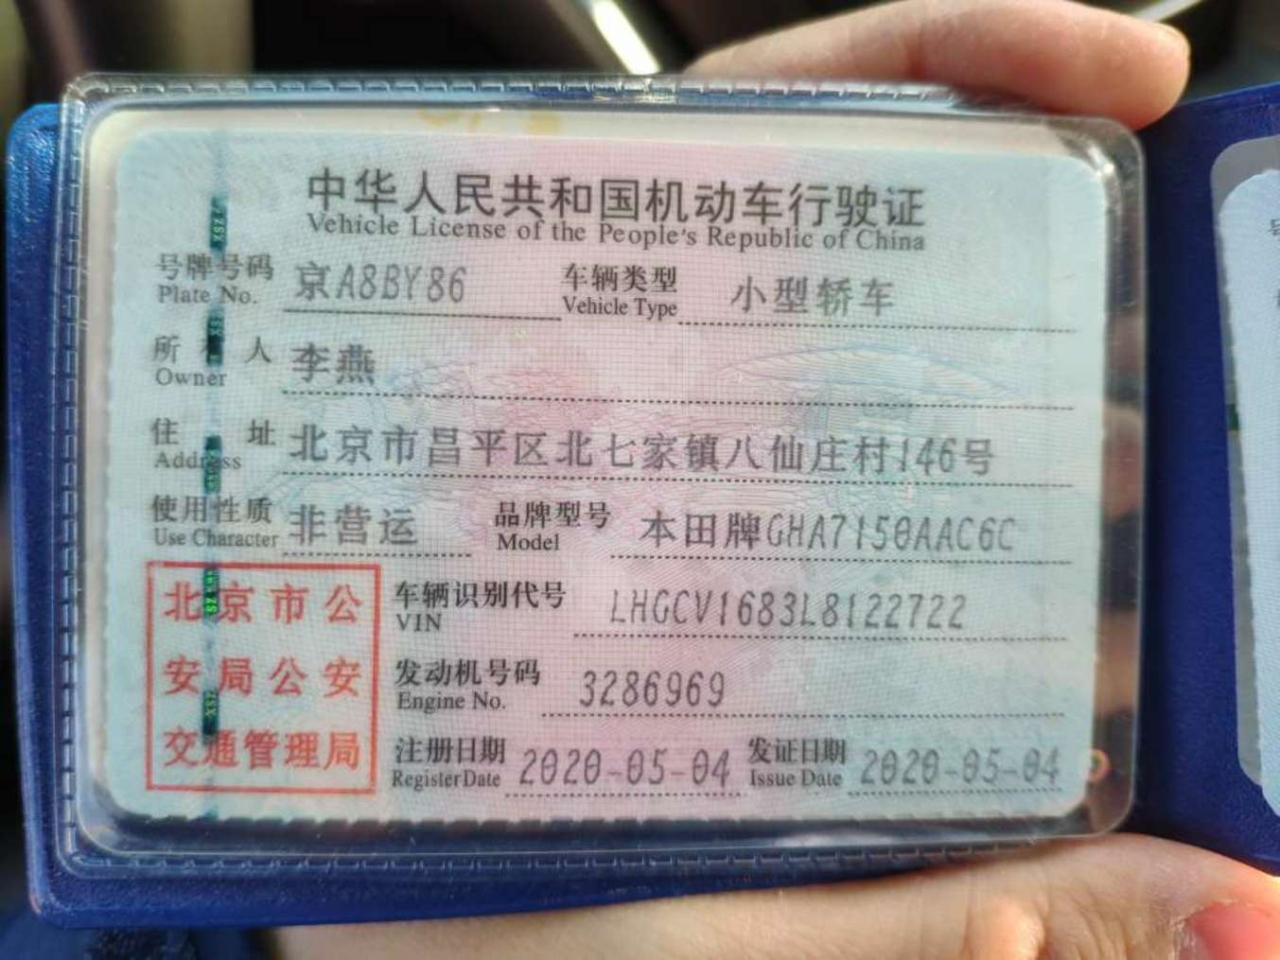 中华人民共和国机动车行驶证
Vehicle License of the People's Republic of China
号牌号码 京A8BY86 车辆类型 小型轿车
Plate No. Vehicle Type
所 人 李燕
Owner
住 址 北京市昌平区北七家镇八仙庄村146号
Address
使用性质 非营运 品牌型号 本田牌GHA7150AAC6C
Use Character Model
北京市公
安局公安
交通管理局
车辆识别代号 LHGCV1683L8122722
VIN
发动机号码 3286969
Engine No.
注册日期 2020-05-04 发证日期 2020-05-04
Register Date Issue Date